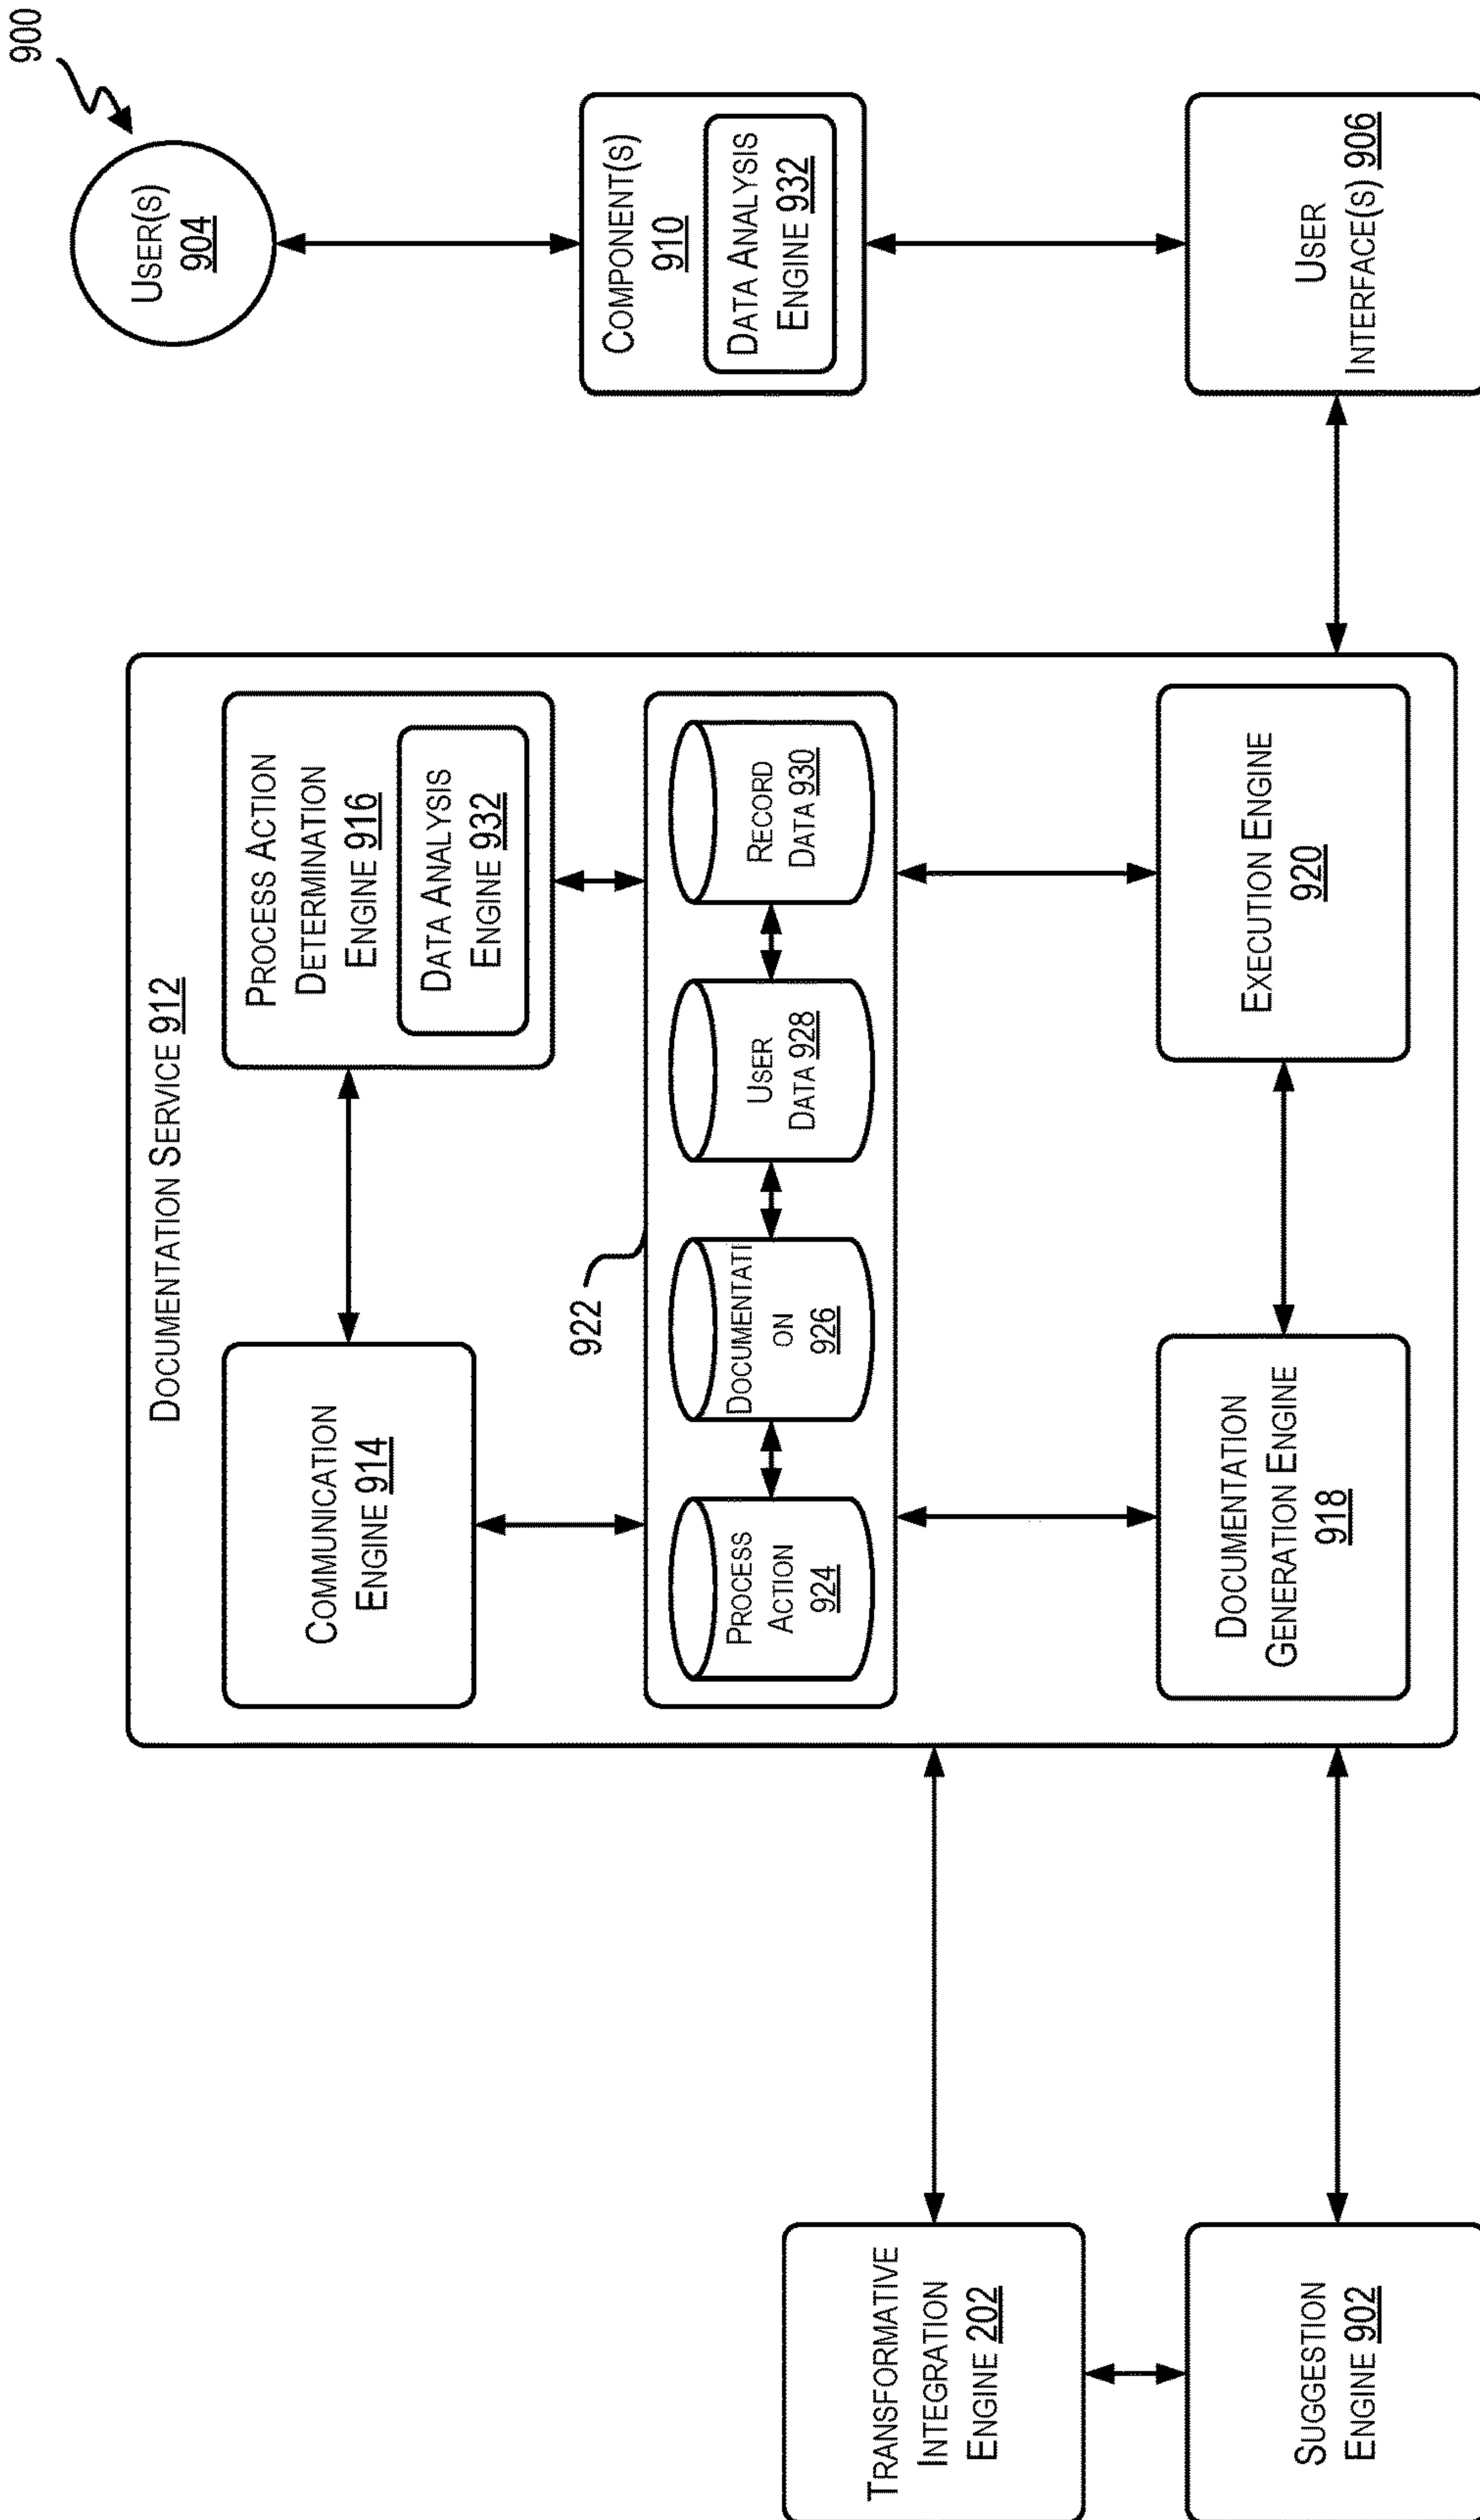 900
USER(S)
904
COMPONENT(S)
910
DATA ANALYSIS
ENGINE 932
USER
INTERFACE(S) 906
DOCUMENTATION SERVICE 912
COMMUNICATION
ENGINE 914
PROCESS ACTION
DETERMINATION
ENGINE 916
DATA ANALYSIS
ENGINE 932
922
PROCESS
ACTION
924
DOCUMENTATI
ON
926
USER
DATA 928
RECORD
DATA 930
DOCUMENTATION
GENERATION ENGINE
918
EXECUTION ENGINE
920
TRANSFORMATIVE
INTEGRATION
ENGINE 202
SUGGESTION
ENGINE 902